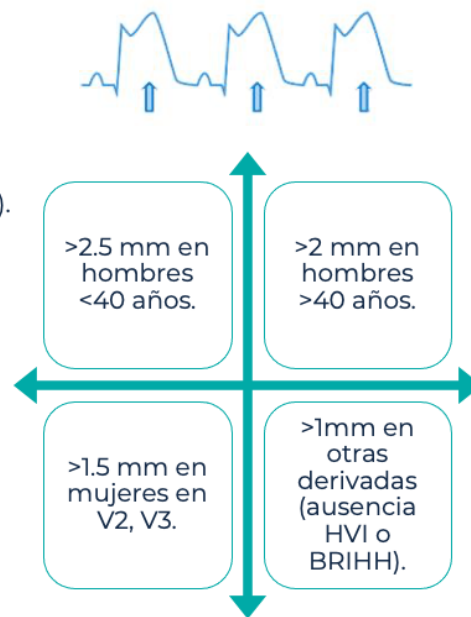 ).
>2.5 mm en
hombres
<40 años.
>2 mm en
hombres
>40 años.
>1.5 mm en
mujeres en
V2, V3.
>1mm en
otras
derivadas
(ausencia
HVI o
BRIHH).